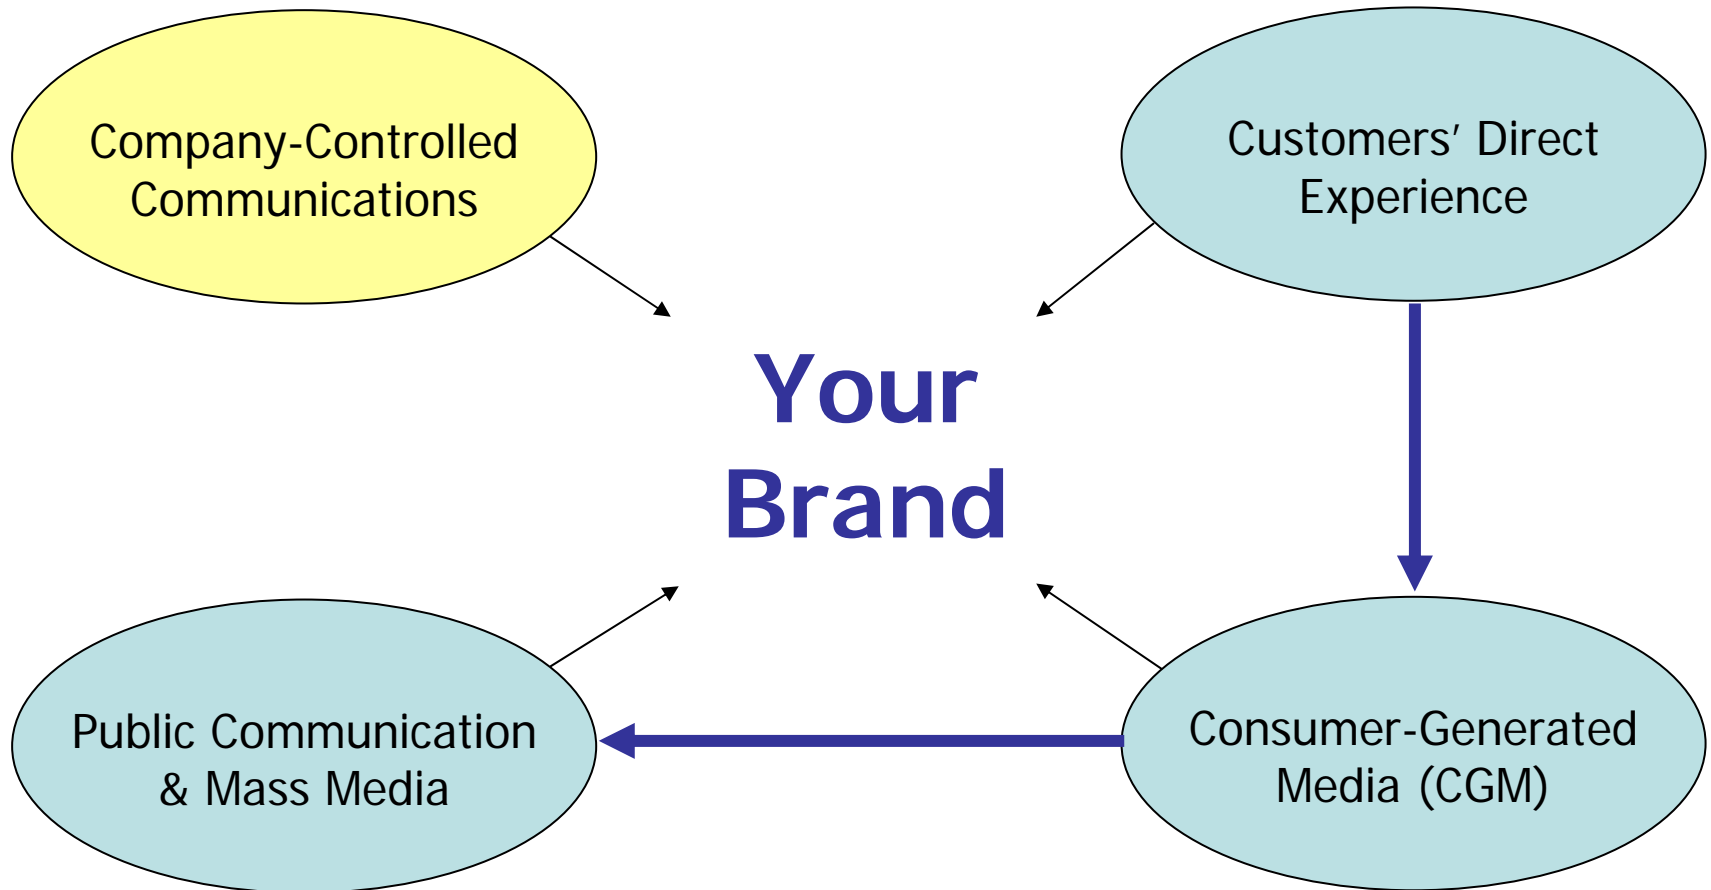 Company-Controlled
Communications
Customers’ Direct
Experience
Your
Brand
Public Communication
& Mass Media
Consumer-Generated
Media (CGM)